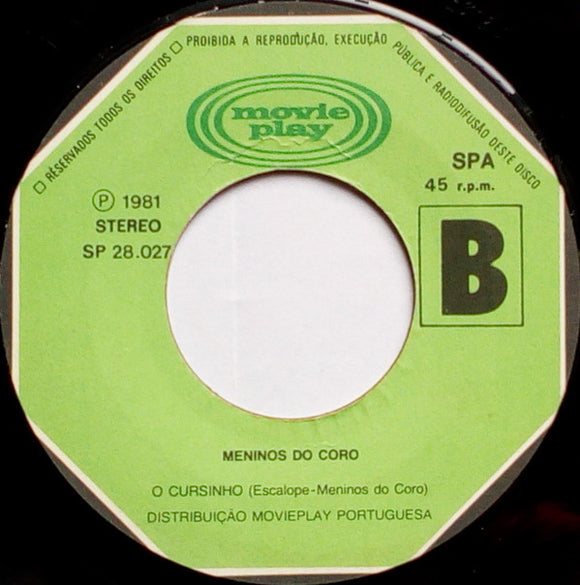 □ RESERVADOS TODOS OS DIREITOS □ PROIBIDA A REPRODUÇÃO, EXECUÇÃO PÚBLICA E RADIODIFUSÃO DESTE DISCO
movie
play
SPA
45 r.p.m.
Ⓟ 1981
STEREO
SP 28.027
B
MENINOS DO CORO
O CURSINHO (Escalope-Meninos do Coro)
DISTRIBUIÇÃO MOVIEPLAY PORTUGUESA